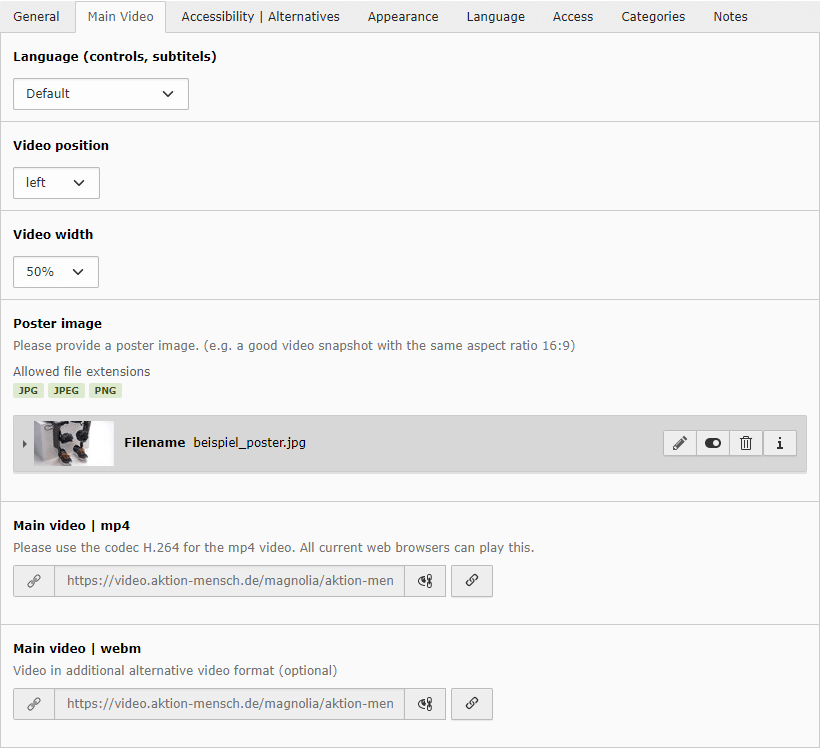 General Main Video Accessibility | Alternatives Appearance Language Access Categories Notes
Language (controls, subtitels)
Default
Video position
left
Video width
50%
Poster image
Please provide a poster image. (e.g. a good video snapshot with the same aspect ratio 16:9)
Allowed file extensions
JPG JPEG PNG
Filename beispiel_poster.jpg
Main video | mp4
Please use the codec H.264 for the mp4 video. All current web browsers can play this.
https://video.aktion-mensch.de/magnolia/aktion-men
Main video | webm
Video in additional alternative video format (optional)
https://video.aktion-mensch.de/magnolia/aktion-men